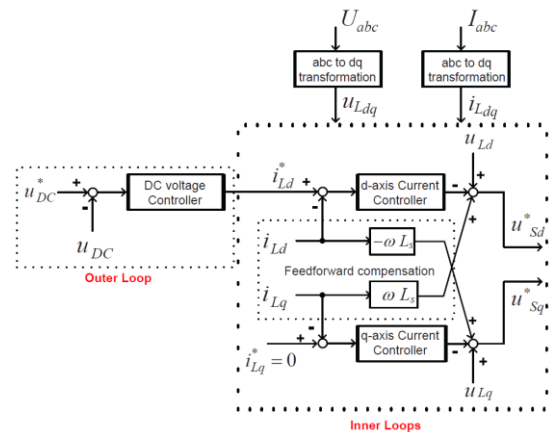 U_abc I_abc
abc to dq
transformation
abc to dq
transformation
u_Ldq i_Ldq
u_Ld
+
u*_DC + - DC voltage
Controller
i*_Ld + - d-axis Current
Controller
- +
u*_Sd
u_DC
Outer Loop
i_Ld -ω L_s
Feedforward compensation
i_Lq ω L_s
u*_Sq
- + q-axis Current
Controller
- + +
i*_Lq = 0
u_Lq
Inner Loops